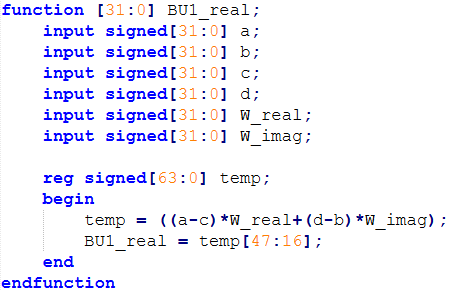 function [31:0] BU1_real;
input signed[31:0] a;
input signed[31:0] b;
input signed[31:0] c;
input signed[31:0] d;
input signed[31:0] W_real;
input signed[31:0] W_imag;
reg signed[63:0] temp;
begin
temp = ((a-c)*W_real+(d-b)*W_imag);
BU1_real = temp[47:16];
end
endfunction